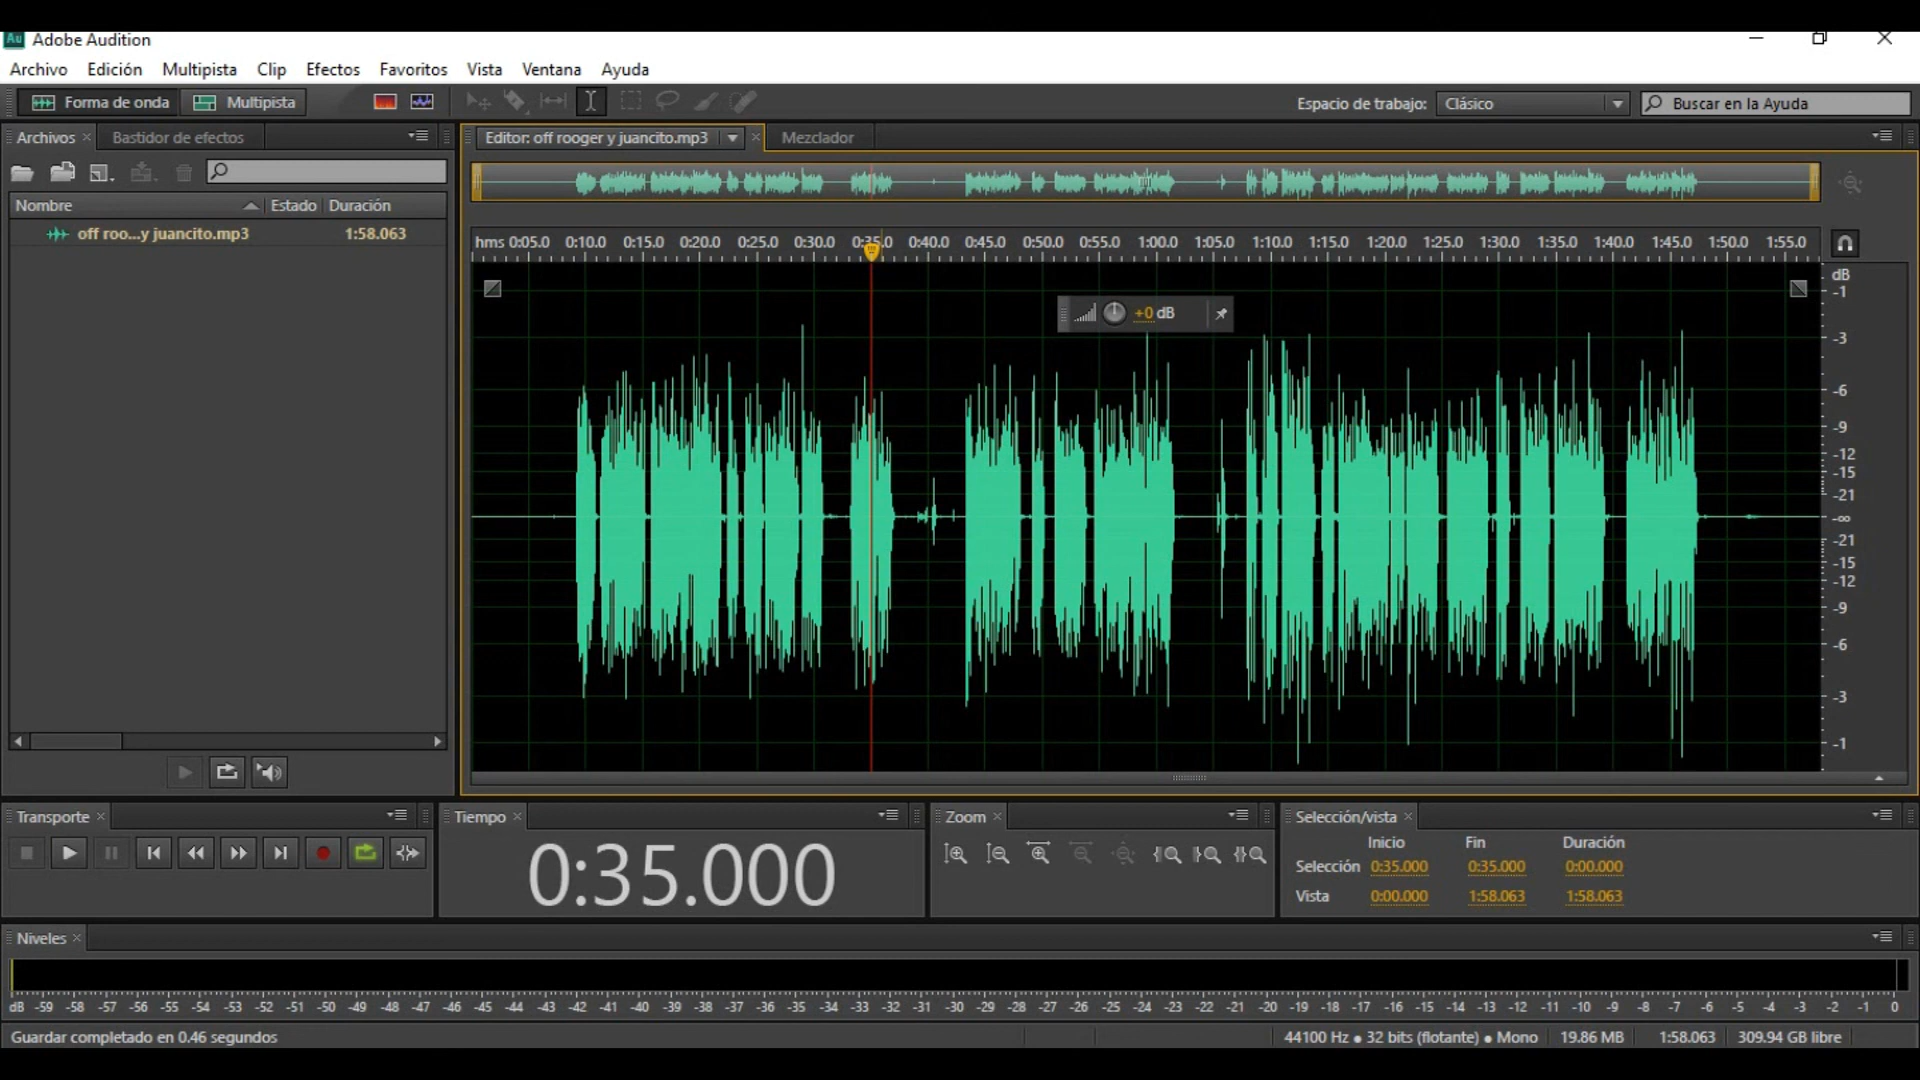 Au Adobe Audition
Archivo Edición Multipista Clip Efectos Favoritos Vista Ventana Ayuda
Forma de onda Multipista Espacio de trabajo: Clásico Buscar en la Ayuda
Archivos × Bastidor de efectos Editor: off rooger y juancito.mp3 × Mezclador
Nombre Estado Duración
off roo...y juancito.mp3 1:58.063
hms 0:05.0 0:10.0 0:15.0 0:20.0 0:25.0 0:30.0 0:35.0 0:40.0 0:45.0 0:50.0 0:55.0 1:00.0 1:05.0 1:10.0 1:15.0 1:20.0 1:25.0 1:30.0 1:35.0 1:40.0 1:45.0 1:50.0 1:55.0
dB
-1
+0 dB
-3
-6
-9
-12
-15
-21
-∞
-21
-15
-12
-9
-6
-3
-1
Transporte × Tiempo × Zoom × Selección/vista ×
Inicio Fin Duración
0:35.000
Selección 0:35.000 0:35.000 0:00.000
Vista 0:00.000 1:58.063 1:58.063
Niveles ×
dB -59 -58 -57 -56 -55 -54 -53 -52 -51 -50 -49 -48 -47 -46 -45 -44 -43 -42 -41 -40 -39 -38 -37 -36 -35 -34 -33 -32 -31 -30 -29 -28 -27 -26 -25 -24 -23 -22 -21 -20 -19 -18 -17 -16 -15 -14 -13 -12 -11 -10 -9 -8 -7 -6 -5 -4 -3 -2 -1 0
Guardar completado en 0.46 segundos 44100 Hz ● 32 bits (flotante) ● Mono 19.86 MB 1:58.063 309.94 GB libre